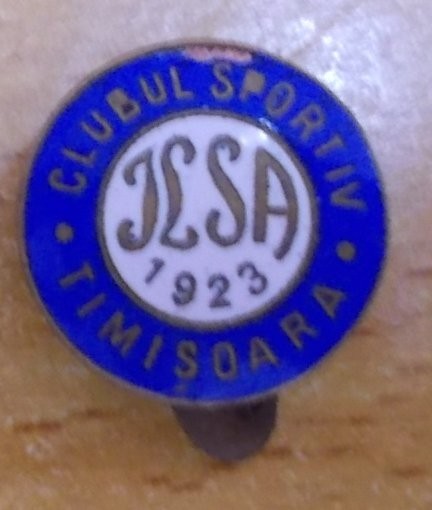 CLUBUL SPORTIV
ILSA
1923
TIMISOARA